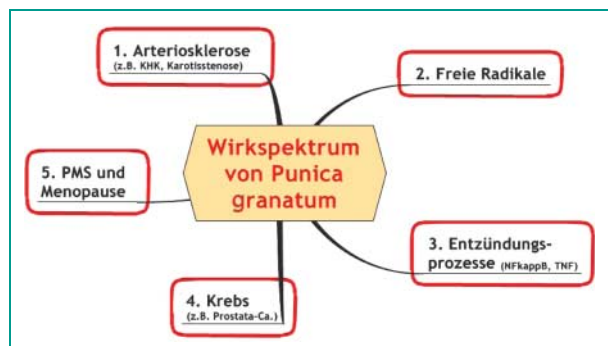 1. Arteriosklerose
(z.B. KHK, Karotisstenose)
2. Freie Radikale
Wirkspektrum
von Punica
granatum
5. PMS und
Menopause
3. Entzündungs-
prozesse (NFkappB, TNF)
4. Krebs
(z.B. Prostata-Ca.)